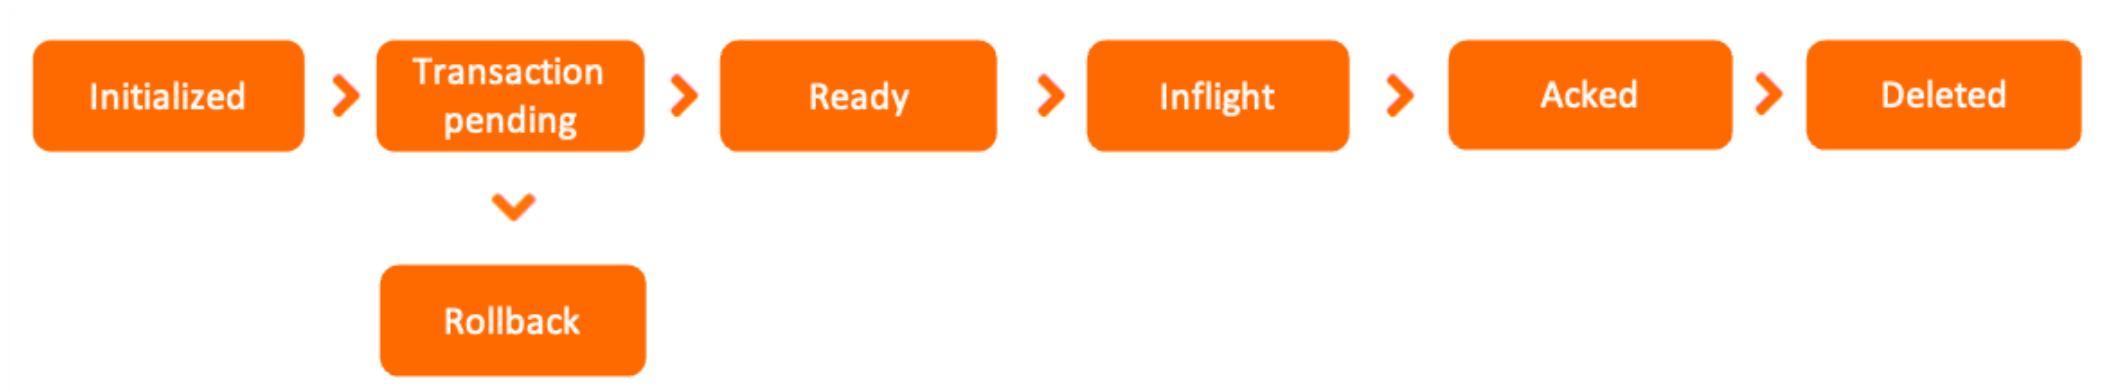 Initialized
Transaction
pending
Ready
Inflight
Acked
Deleted
Rollback